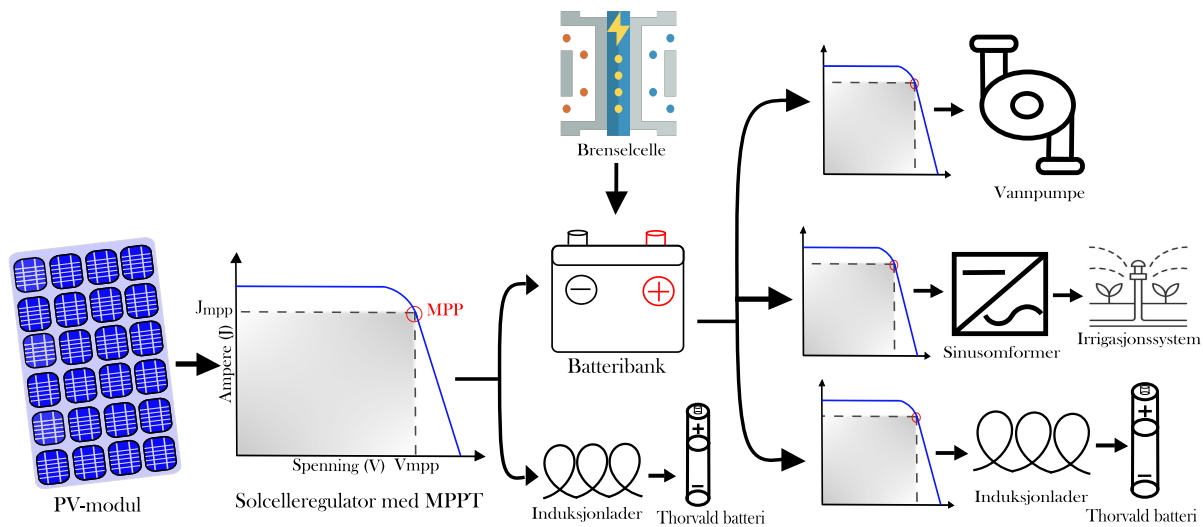 Brenselcelle
Vannpumpe
Jmpp
MPP
Ampere (J)
Spenning (V) Vmpp
PV-modul
Solcelleregulator med MPPT
Batteribank
Induksjonlader
Thorvald batteri
Sinusomformer
Irrigasjonssystem
Induksjonlader
Thorvald batteri